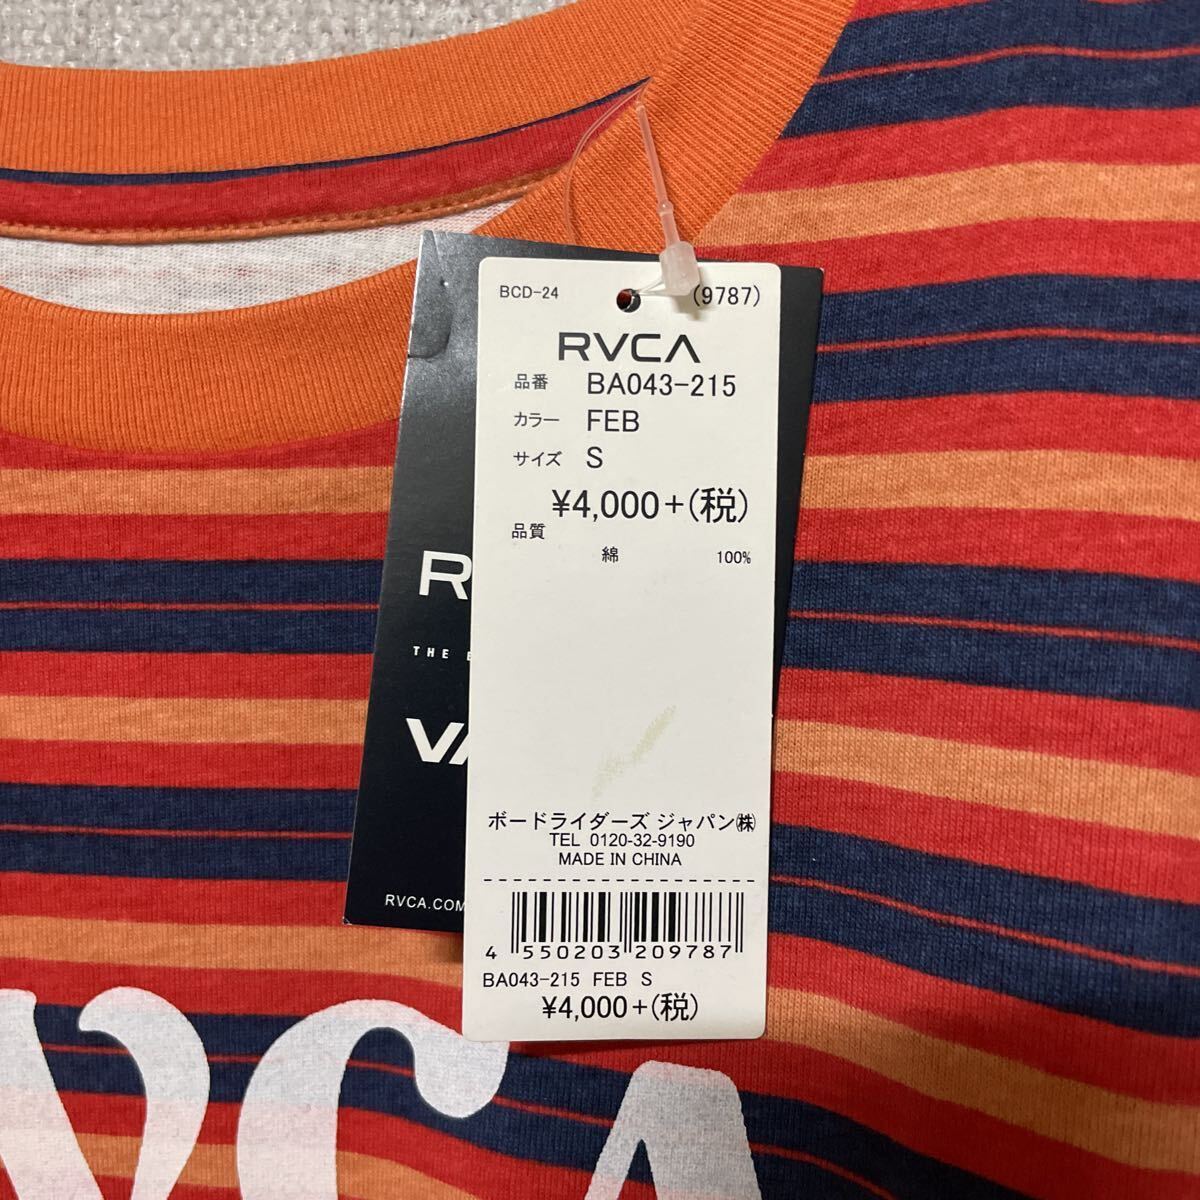 BCD-24 (9787)
RVCA
品番 BA043-215
カラー FEB
サイズ S
¥4,000+(税)
品質
綿 100%
ボードライダーズ ジャパン㈱
TEL 0120-32-9190
MADE IN CHINA
4 550203 209787
BA043-215 FEB S
¥4,000+(税)
R
THE
VA
RVCA.COM
VCA